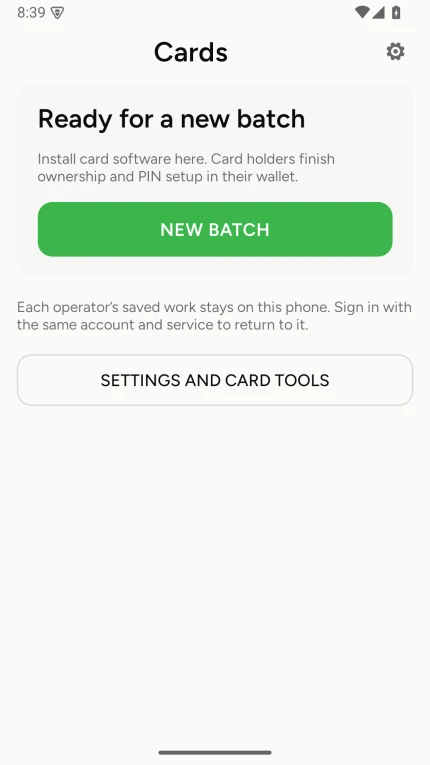 8:39
Cards
Ready for a new batch
Install card software here. Card holders finish
ownership and PIN setup in their wallet.
NEW BATCH
Each operator's saved work stays on this phone. Sign in with
the same account and service to return to it.
SETTINGS AND CARD TOOLS